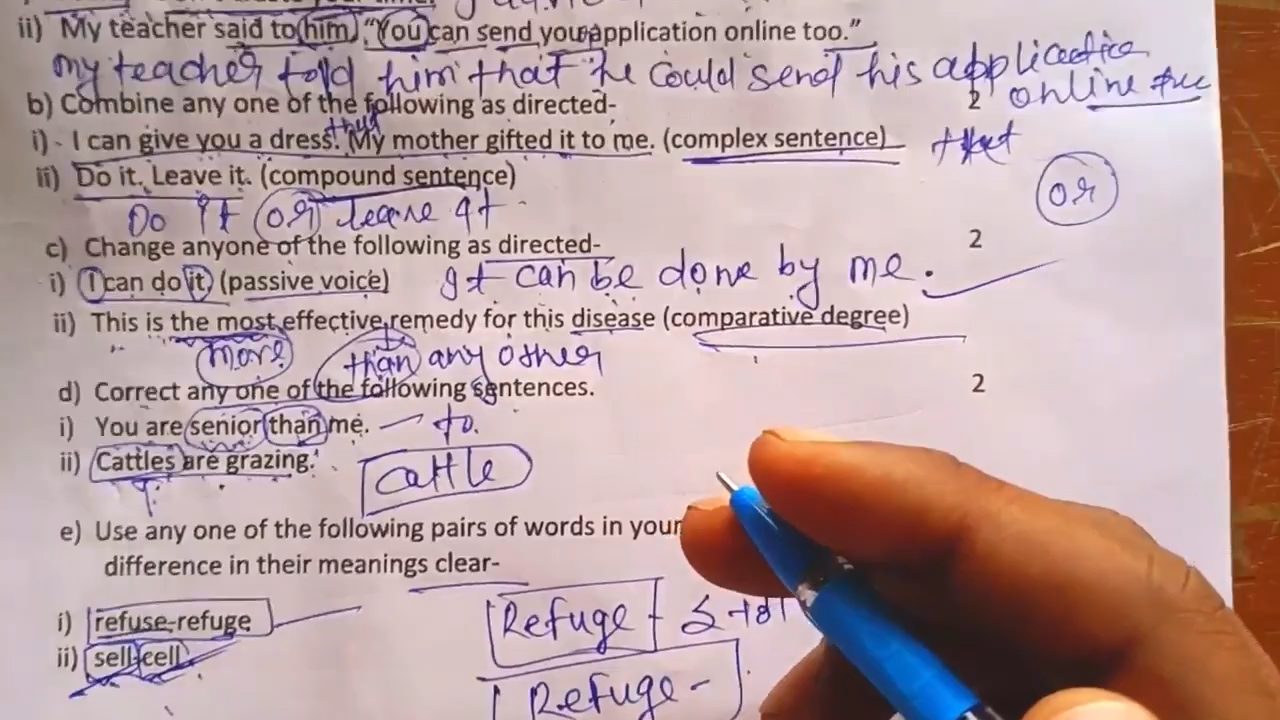 ii) My teacher said to him, “You can send your application online too.”
My teacher told him that he could send his application
online too
b) Combine any one of the following as directed- 2
that
i) - I can give you a dress. My mother gifted it to me. (complex sentence) that
ii) Do it. Leave it. (compound sentence) or
Do it or leave it
c) Change anyone of the following as directed- 2
i) I can do it (passive voice) It can be done by me.
ii) This is the most effective remedy for this disease (comparative degree)
more than any other
d) Correct any one of the following sentences. 2
i) You are senior than me. — to.
ii) Cattles are grazing. Cattle
e) Use any one of the following pairs of words in your
difference in their meanings clear-
i) refuse-refuge Refuge -
ii) sell-cell
Refuge -